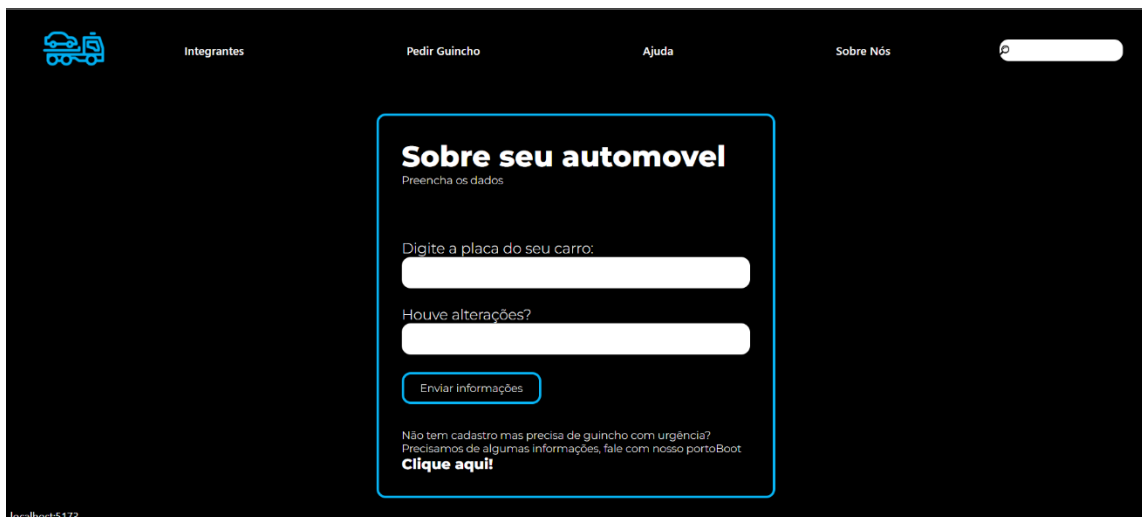 Integrantes Pedir Guincho Ajuda Sobre Nós
Sobre seu automovel
Preencha os dados
Digite a placa do seu carro:
Houve alterações?
Enviar informações
Não tem cadastro mas precisa de guincho com urgência?
Precisamos de algumas informações, fale com nosso portoBoot
Clique aqui!
localhost:5173